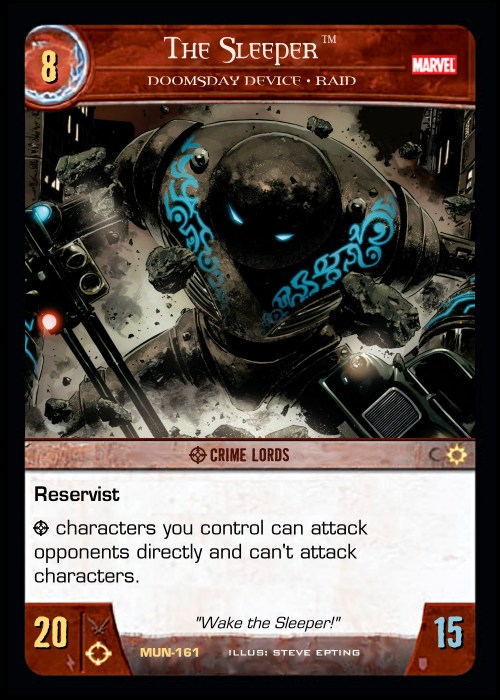 8
The Sleeper™
MARVEL
DOOMSDAY DEVICE • RAID
CRIME LORDS
Reservist
characters you control can attack
opponents directly and can't attack
characters.
"Wake the Sleeper!"
20
15
MUN-161 ILLUS: STEVE EPTING